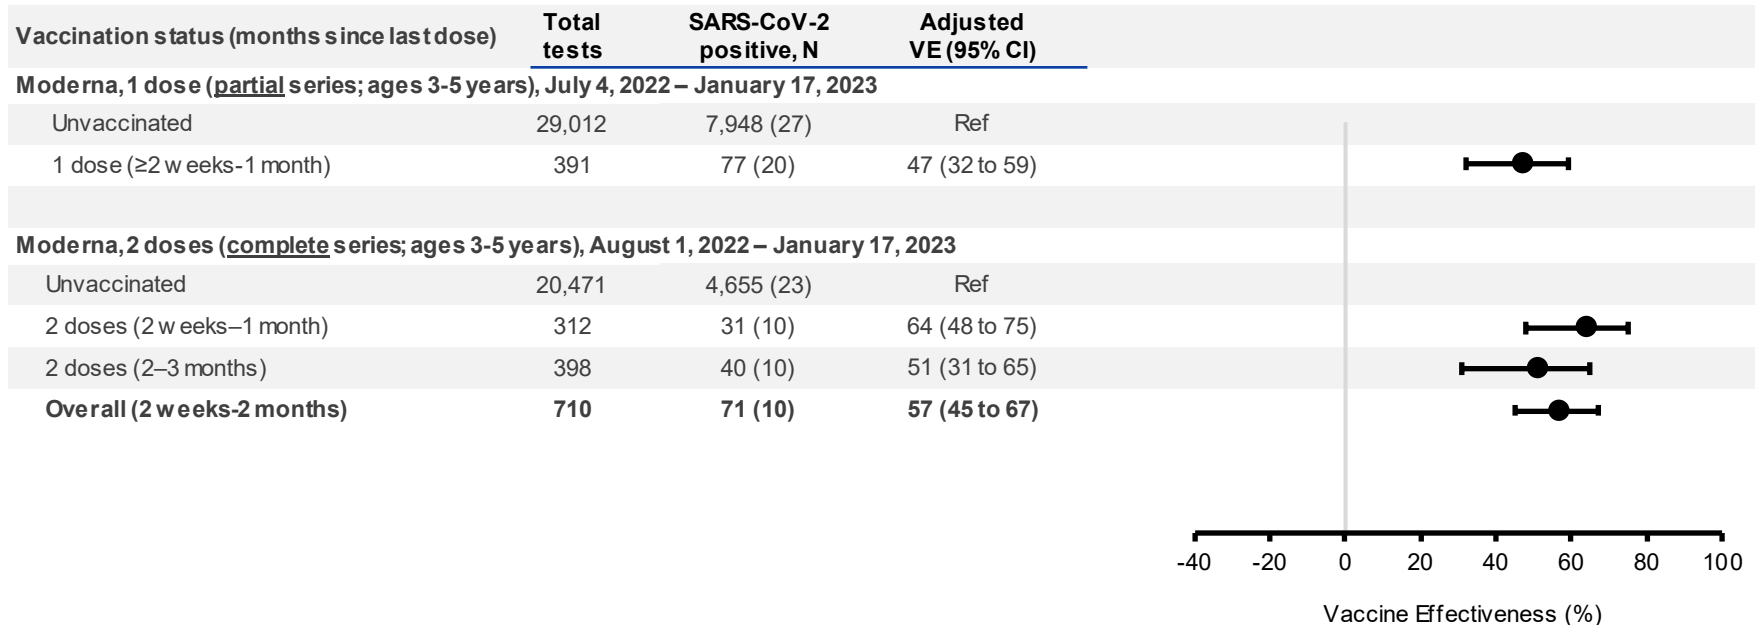 Vaccination status (months since last dose) Total tests SARS-CoV-2 positive, N Adjusted VE (95% CI)
Moderna, 1 dose (partial series; ages 3-5 years), July 4, 2022 – January 17, 2023
Unvaccinated 29,012 7,948 (27) Ref
1 dose (≥2 weeks-1 month) 391 77 (20) 47 (32 to 59)
Moderna, 2 doses (complete series; ages 3-5 years), August 1, 2022 – January 17, 2023
Unvaccinated 20,471 4,655 (23) Ref
2 doses (2 weeks–1 month) 312 31 (10) 64 (48 to 75)
2 doses (2–3 months) 398 40 (10) 51 (31 to 65)
Overall (2 weeks-2 months) 710 71 (10) 57 (45 to 67)
-40 -20 0 20 40 60 80 100
Vaccine Effectiveness (%)